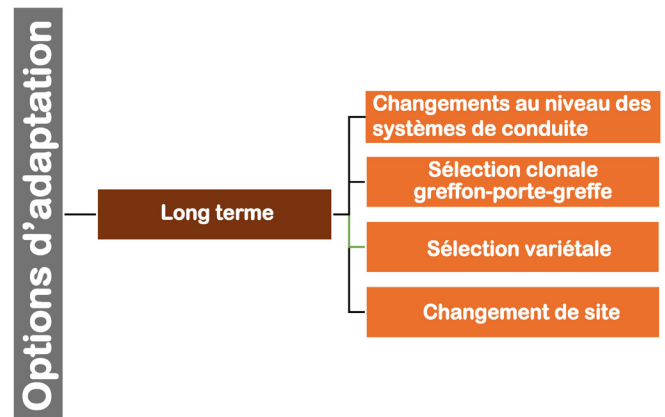 Options d'adaptation
Long terme
Changements au niveau des
systèmes de conduite
Sélection clonale
greffon-porte-greffe
Sélection variétale
Changement de site